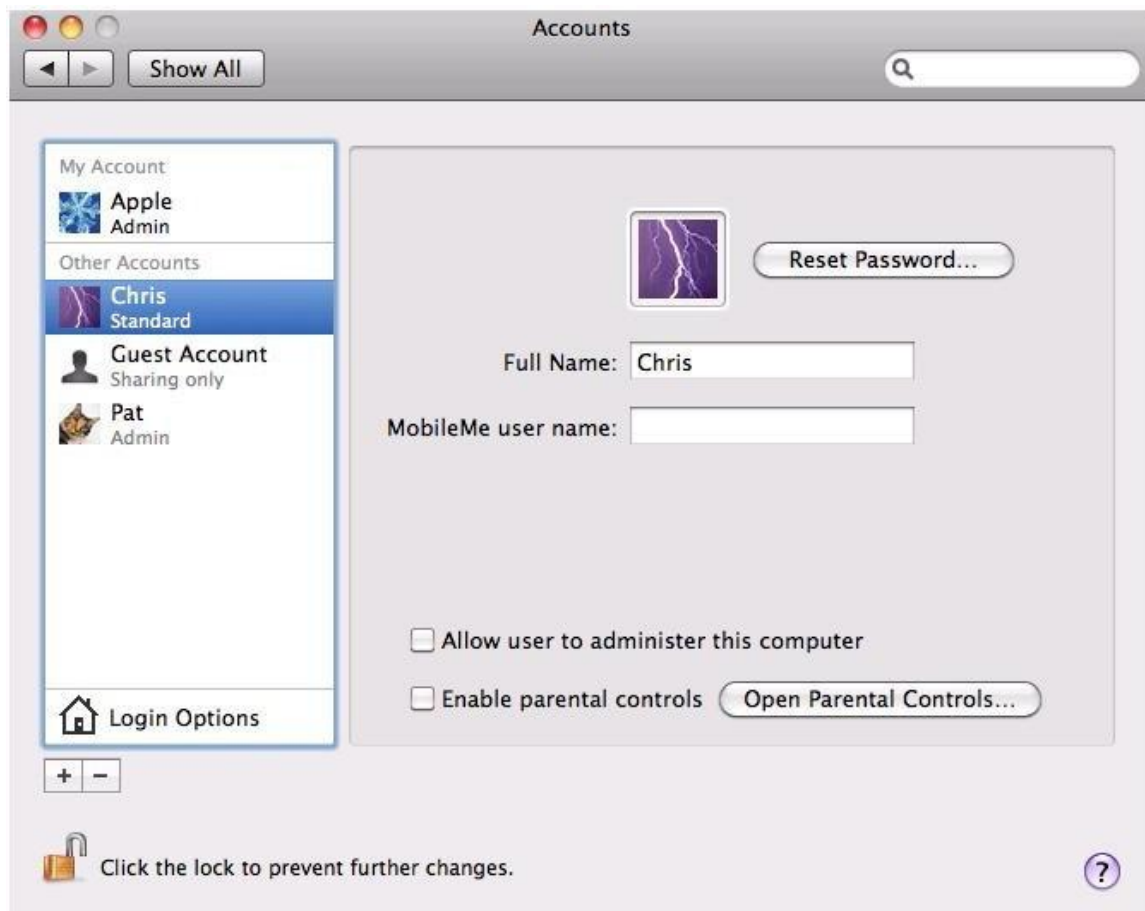 Accounts
Show All
My Account
Apple
Admin
Other Accounts
Chris
Standard
Guest Account
Sharing only
Pat
Admin
Login Options
Reset Password...
Full Name: Chris
MobileMe user name:
Allow user to administer this computer
Enable parental controls Open Parental Controls...
+ −
Click the lock to prevent further changes.
?